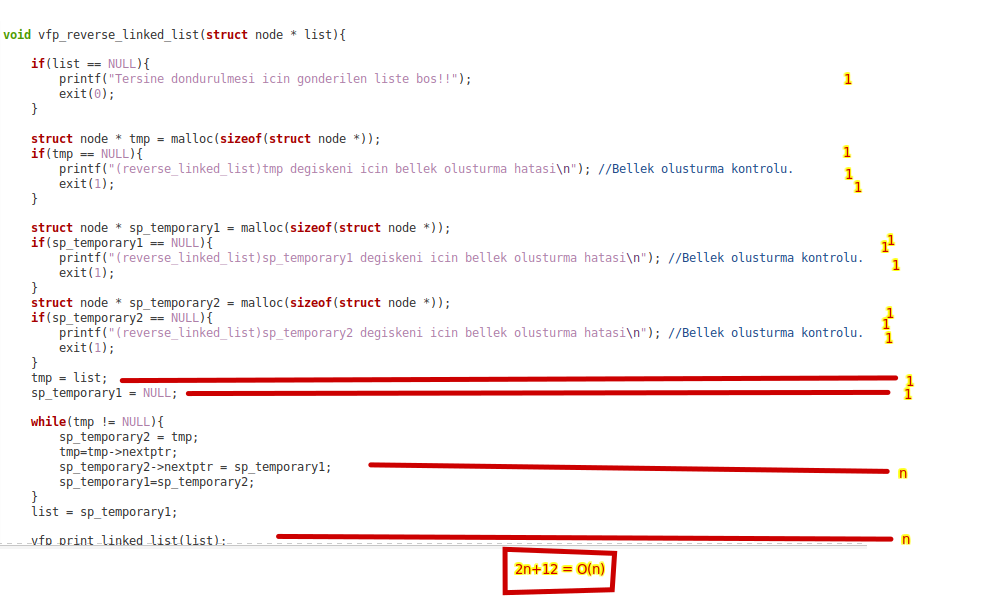 void vfp_reverse_linked_list(struct node * list){
if(list == NULL){
printf("Tersine dondurulmesi icin gonderilen liste bos!!"); 1
exit(0);
}
struct node * tmp = malloc(sizeof(struct node *));
if(tmp == NULL){ 1
printf("(reverse_linked_list)tmp degiskeni icin bellek olusturma hatasi\n"); //Bellek olusturma kontrolu. 1
exit(1); 1
}
struct node * sp_temporary1 = malloc(sizeof(struct node *));
if(sp_temporary1 == NULL){ 1 1
printf("(reverse_linked_list)sp_temporary1 degiskeni icin bellek olusturma hatasi\n"); //Bellek olusturma kontrolu. 1
exit(1);
}
struct node * sp_temporary2 = malloc(sizeof(struct node *));
if(sp_temporary2 == NULL){ 1 1
printf("(reverse_linked_list)sp_temporary2 degiskeni icin bellek olusturma hatasi\n"); //Bellek olusturma kontrolu. 1
exit(1);
}
tmp = list; 1
sp_temporary1 = NULL; 1
while(tmp != NULL){
sp_temporary2 = tmp;
tmp=tmp->nextptr;
sp_temporary2->nextptr = sp_temporary1; n
sp_temporary1=sp_temporary2;
}
list = sp_temporary1;
vfp_print_linked_list(list); n
2n+12 = O(n)